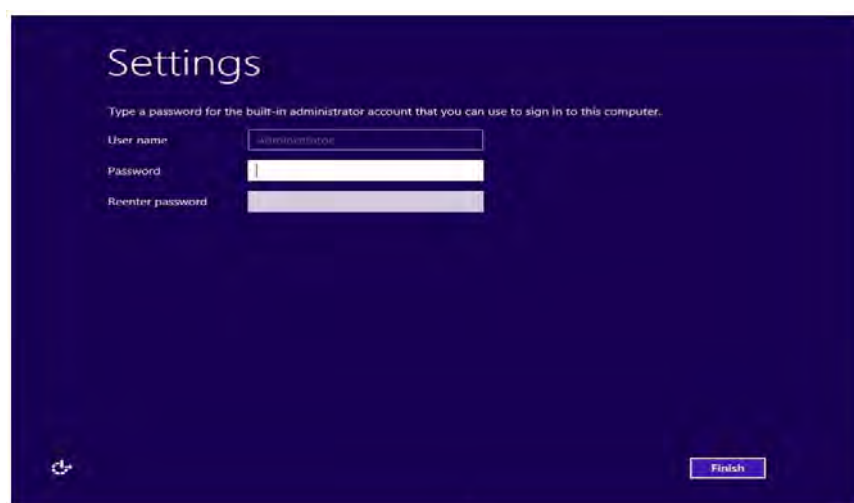 Settings
Type a password for the built-in administrator account that you can use to sign in to this computer.
User name
Administrator
Password
Reenter password
Finish